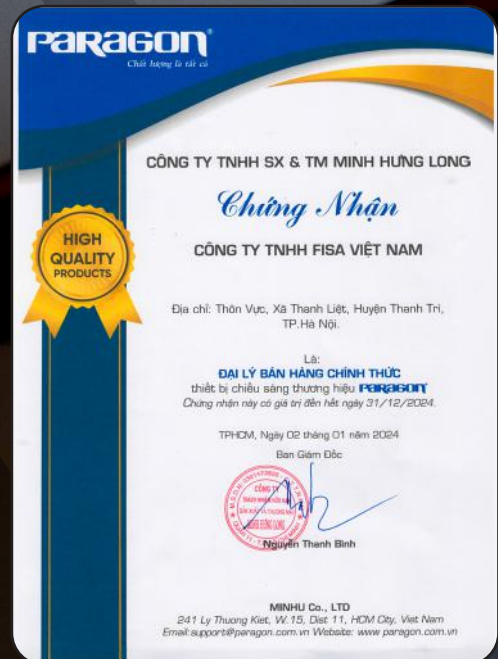 PARAGON
Chất lượng là tất cả
CÔNG TY TNHH SX & TM MINH HƯNG LONG
Chứng Nhận
HIGH
QUALITY
PRODUCTS
CÔNG TY TNHH FISA VIỆT NAM
Địa chỉ: Thôn Vực, Xã Thanh Liệt, Huyện Thanh Trì,
TP.Hà Nội.
Là:
ĐẠI LÝ BÁN HÀNG CHÍNH THỨC
thiết bị chiếu sáng thương hiệu PARAGON
Chứng nhận này có giá trị đến hết ngày 31/12/2024.
TPHCM, Ngày 02 tháng 01 năm 2024
Ban Giám Đốc
CÔNG TY
MINH HƯNG LONG
Nguyễn Thanh Bình
MINHU Co., LTD
241 Ly Thuong Kiet, W.15, Dist 11, HCM City, Viet Nam
Email:support@paragon.com.vn Website: www.paragon.com.vn